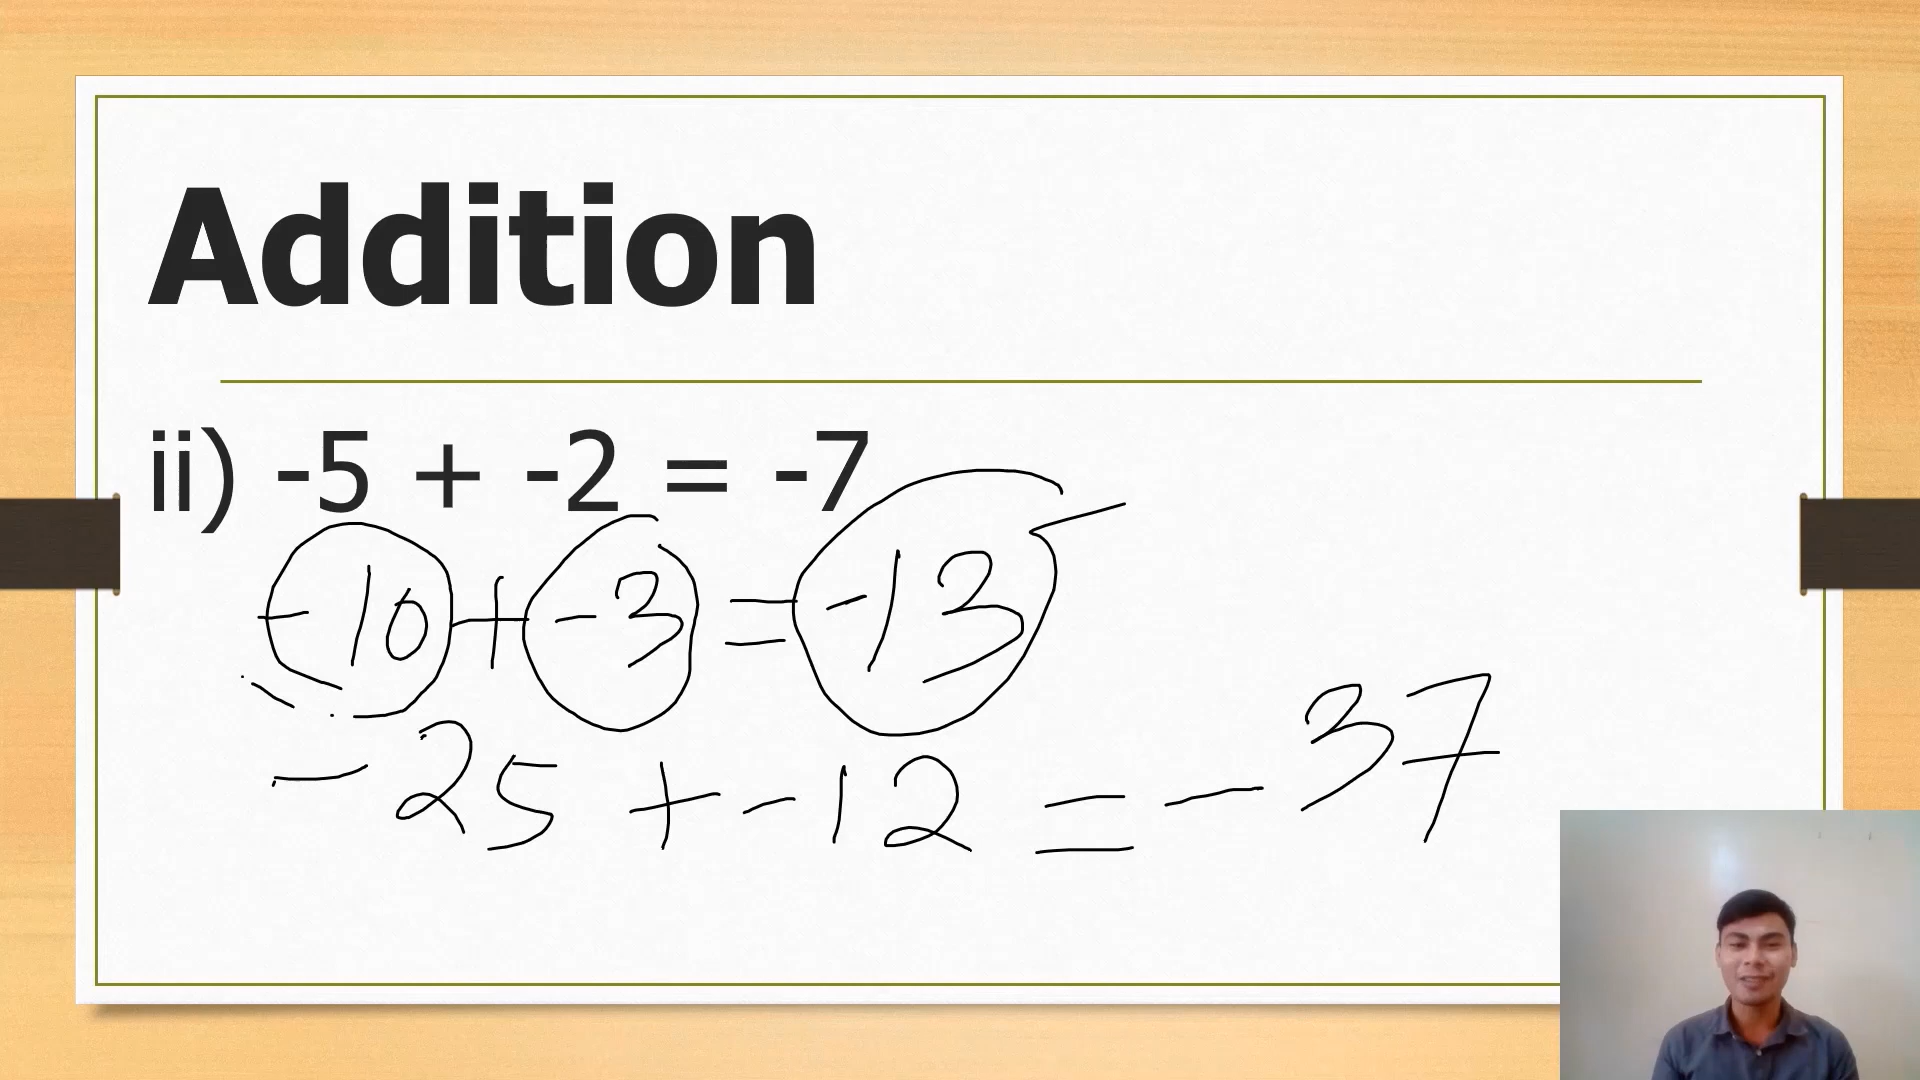 Addition
ii) -5 + -2 = -7
-10 + -3 = -13
-25 + -12 = -37